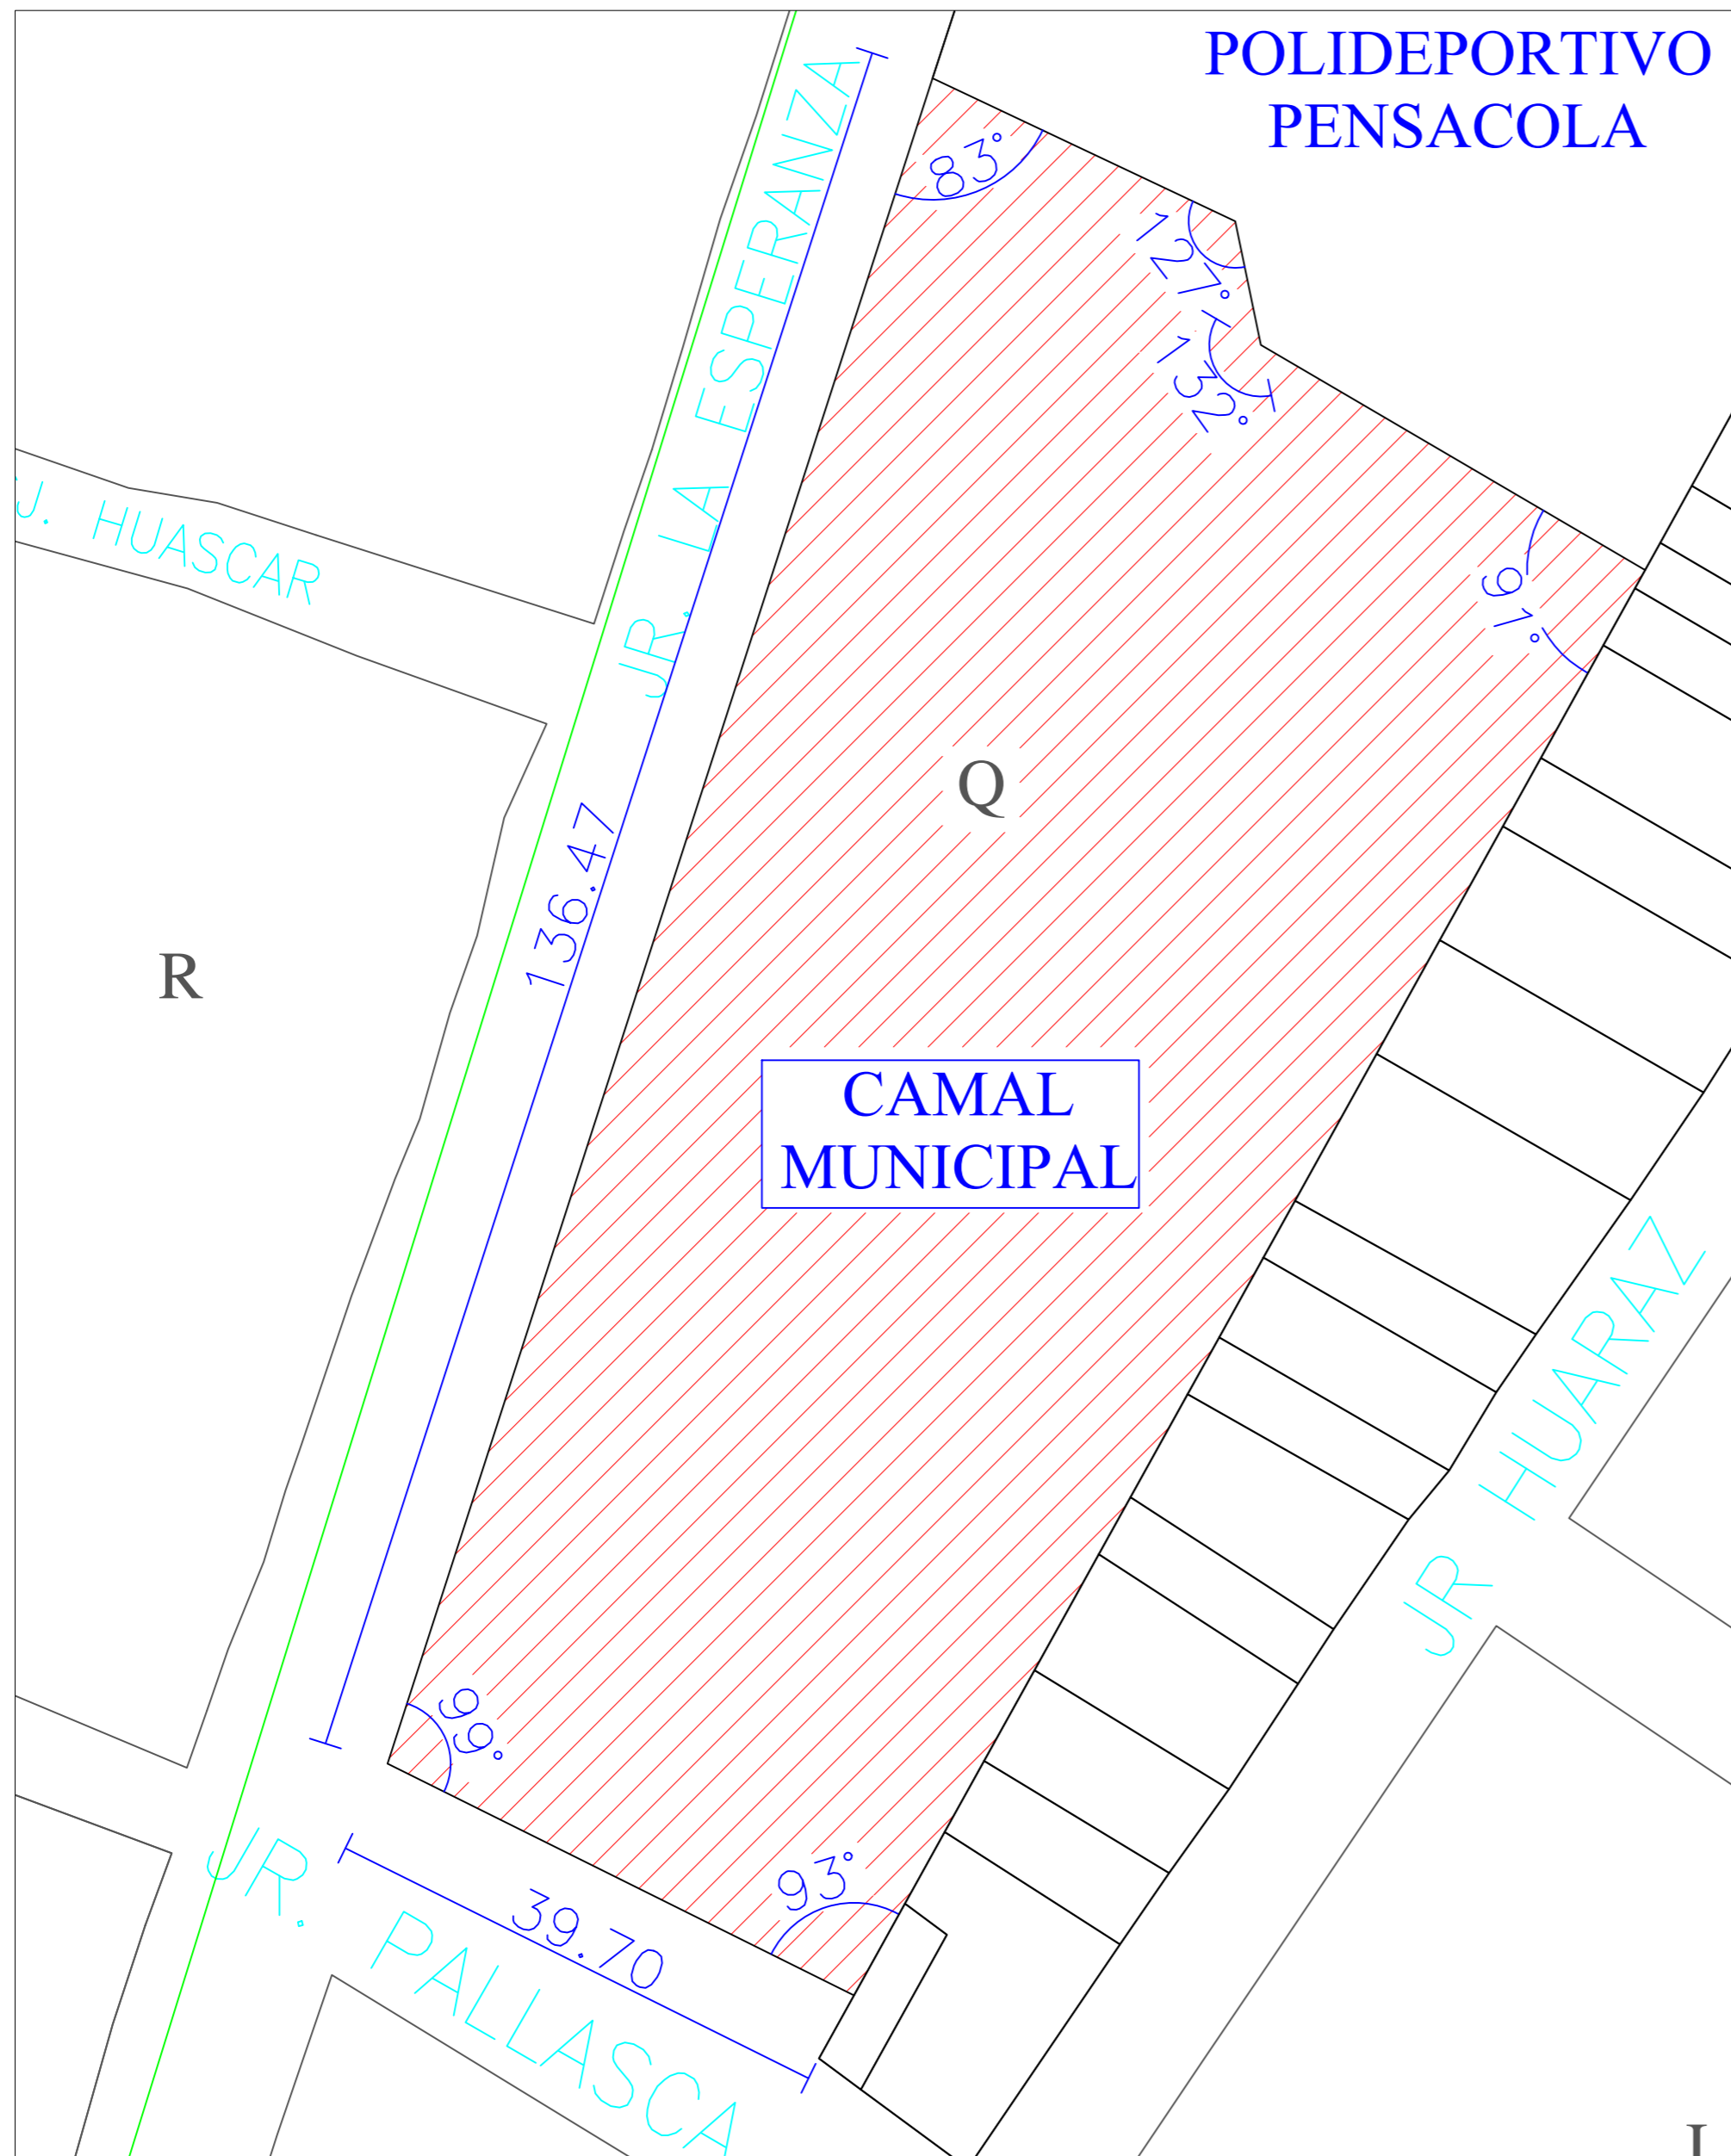 POLIDEPORTIVO
PENSACOLA
83°
127°
132°
JR. LA ESPERANZA
J. HUASCAR
91°
Q
136.47
R
CAMAL
MUNICIPAL
JR HUARAZ
99°
93°
39.70
JR. PALLASCA